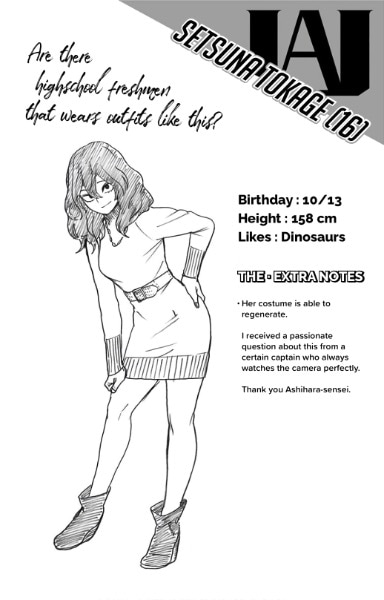 Are there
highschool freshmen
that wears outfits like this?
UA
SETSUNA TOKAGE (16)
Birthday : 10/13
Height : 158 cm
Likes : Dinosaurs
THE • EXTRA NOTES
• Her costume is able to
regenerate.
I received a passionate
question about this from a
certain captain who always
watches the camera perfectly.
Thank you Ashihara-sensei.